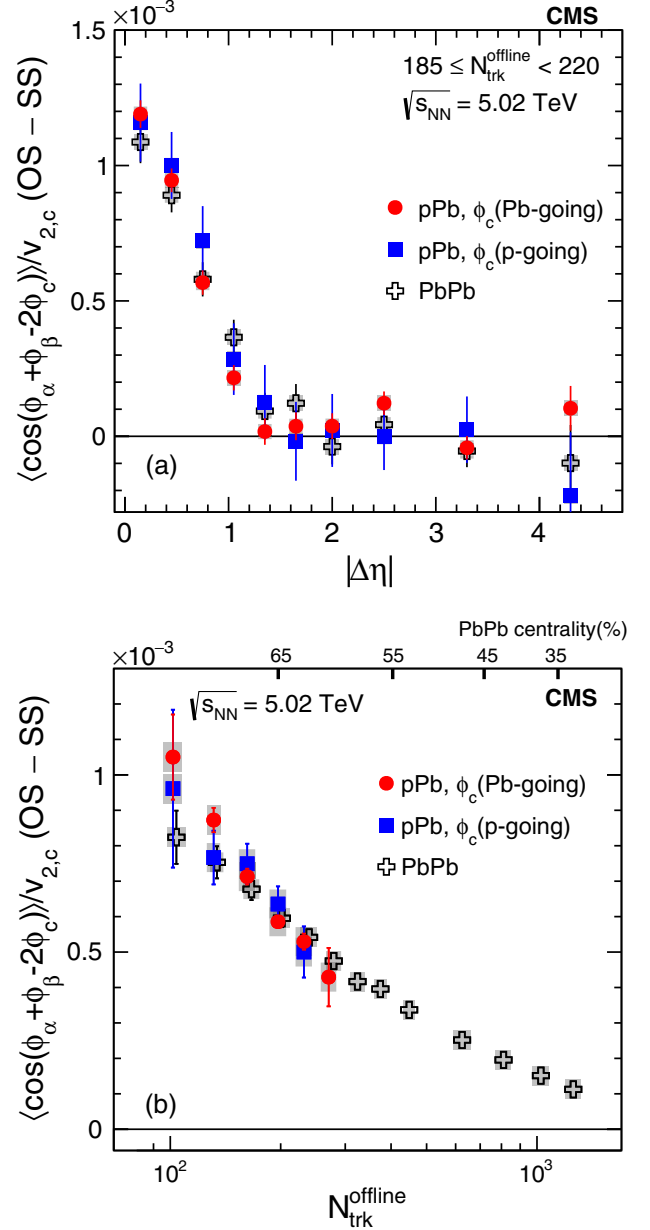 ×10⁻³
CMS
1.5
1
0.5
0
185 ≤ N_trk^offline < 220
√s_NN = 5.02 TeV
pPb, ϕ_c(Pb-going)
pPb, ϕ_c(p-going)
PbPb
⟨cos(ϕ_α+ϕ_β-2ϕ_c)⟩/v_2,c (OS − SS)
(a)
0 1 2 3 4
|Δη|
PbPb centrality(%)
×10⁻³
65 55 45 35
√s_NN = 5.02 TeV
CMS
1
0.5
0
pPb, ϕ_c(Pb-going)
pPb, ϕ_c(p-going)
PbPb
⟨cos(ϕ_α+ϕ_β-2ϕ_c)⟩/v_2,c (OS − SS)
(b)
10² 10³
N_trk^offline